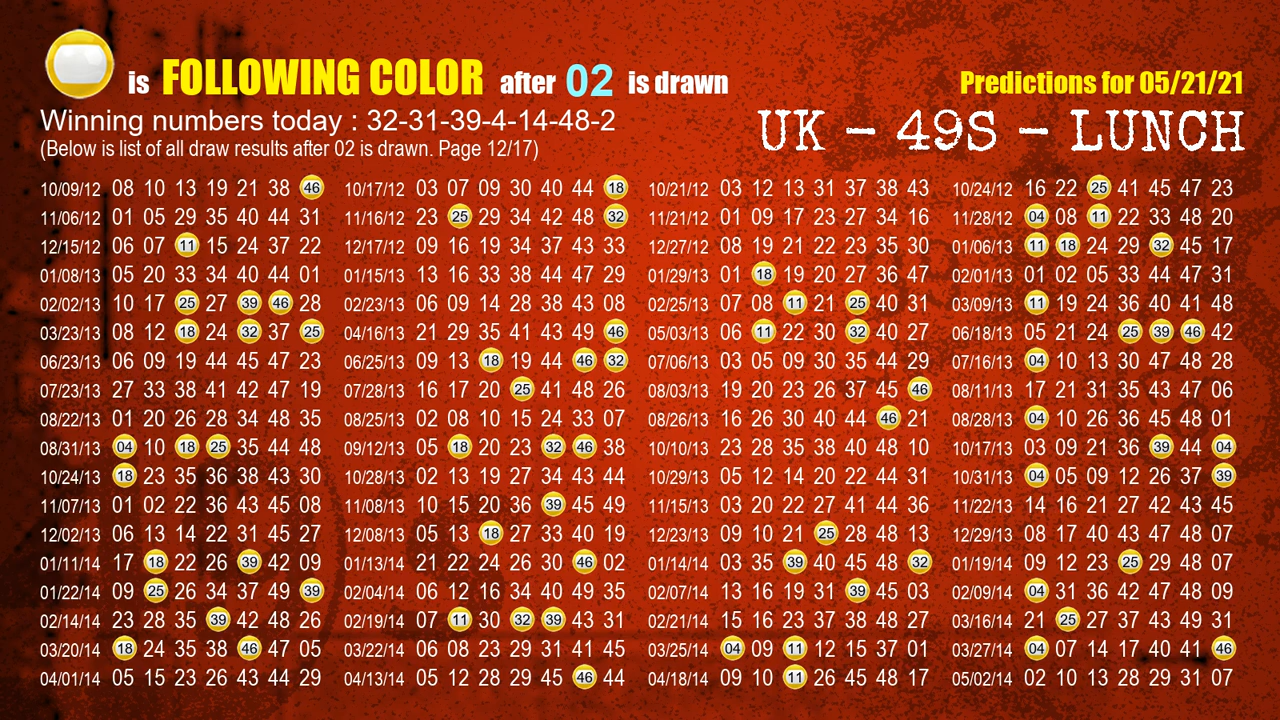 is FOLLOWING COLOR after 02 is drawn
Predictions for 05/21/21
Winning numbers today : 32-31-39-4-14-48-2
UK - 49S - LUNCH
(Below is list of all draw results after 02 is drawn. Page 12/17)
10/09/12 08 10 13 19 21 38 46 10/17/12 03 07 09 30 40 44 18 10/21/12 03 12 13 31 37 38 43 10/24/12 16 22 25 41 45 47 23
11/06/12 01 05 29 35 40 44 31 11/16/12 23 25 29 34 42 48 32 11/21/12 01 09 17 23 27 34 16 11/28/12 04 08 11 22 33 48 20
12/15/12 06 07 11 15 24 37 22 12/17/12 09 16 19 34 37 43 33 12/27/12 08 19 21 22 23 35 30 01/06/13 11 18 24 29 32 45 17
01/08/13 05 20 33 34 40 44 01 01/15/13 13 16 33 38 44 47 29 01/29/13 01 18 19 20 27 36 47 02/01/13 01 02 05 33 44 47 31
02/02/13 10 17 25 27 39 46 28 02/23/13 06 09 14 28 38 43 08 02/25/13 07 08 11 21 25 40 31 03/09/13 11 19 24 36 40 41 48
03/23/13 08 12 18 24 32 37 25 04/16/13 21 29 35 41 43 49 46 05/03/13 06 11 22 30 32 40 27 06/18/13 05 21 24 25 39 46 42
06/23/13 06 09 19 44 45 47 23 06/25/13 09 13 18 19 44 46 32 07/06/13 03 05 09 30 35 44 29 07/16/13 04 10 13 30 47 48 28
07/23/13 27 33 38 41 42 47 19 07/28/13 16 17 20 25 41 48 26 08/03/13 19 20 23 26 37 45 46 08/11/13 17 21 31 35 43 47 06
08/22/13 01 20 26 28 34 48 35 08/25/13 02 08 10 15 24 33 07 08/26/13 16 26 30 40 44 46 21 08/28/13 04 10 26 36 45 48 01
08/31/13 04 10 18 25 35 44 48 09/12/13 05 18 20 23 32 46 38 10/10/13 23 28 35 38 40 48 10 10/17/13 03 09 21 36 39 44 04
10/24/13 18 23 35 36 38 43 30 10/28/13 02 13 19 27 34 43 44 10/29/13 05 12 14 20 22 44 31 10/31/13 04 05 09 12 26 37 39
11/07/13 01 02 22 36 43 45 08 11/08/13 10 15 20 36 39 45 49 11/15/13 03 20 22 27 41 44 36 11/22/13 14 16 21 27 42 43 45
12/02/13 06 13 14 22 31 45 27 12/08/13 05 13 18 27 33 40 19 12/23/13 09 10 21 25 28 48 13 12/29/13 08 17 40 43 47 48 07
01/11/14 17 18 22 26 39 42 09 01/13/14 21 22 24 26 30 46 02 01/14/14 03 35 39 40 45 48 32 01/19/14 09 12 23 25 29 48 07
01/22/14 09 25 26 34 37 49 39 02/04/14 06 12 16 34 40 49 35 02/07/14 13 16 19 31 39 45 03 02/09/14 04 31 36 42 47 48 09
02/14/14 23 28 35 39 42 48 26 02/19/14 07 11 30 32 39 43 31 02/21/14 15 16 23 37 38 48 27 03/16/14 21 25 27 37 43 49 31
03/20/14 18 24 35 38 46 47 05 03/22/14 06 08 23 29 31 41 45 03/25/14 04 09 11 12 15 37 01 03/27/14 04 07 14 17 40 41 46
04/01/14 05 15 23 26 43 44 29 04/13/14 05 12 28 29 45 46 44 04/18/14 09 10 11 26 45 48 17 05/02/14 02 10 13 28 29 31 07